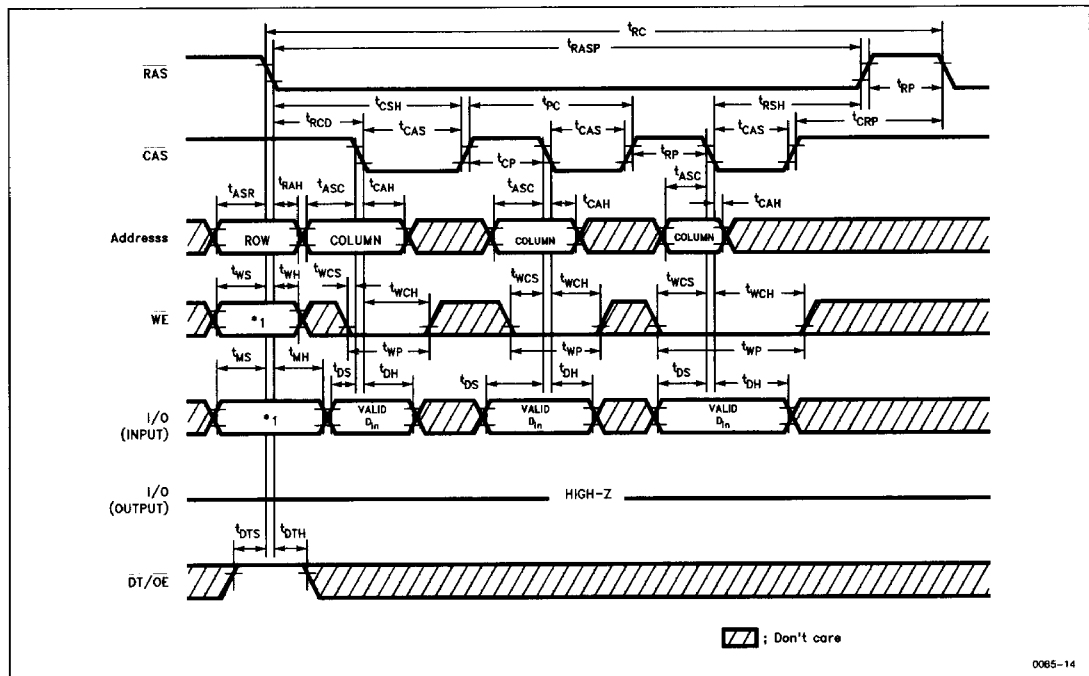 tRC
tRASP
RAS
tRP
tCSH
tPC
tRSH
tRCD
tCAS
tCAS
tCAS
tCRP
CAS
tCP
tRP
tASR
tRAH
tASC
tCAH
tASC
tCAH
tASC
tCAH
Addresss
ROW
COLUMN
COLUMN
COLUMN
tWS
tWH
tWCS
tWCH
tWCS
tWCH
tWCS
tWCH
WE
*1
tWP
tWP
tWP
tMS
tMH
tDS
tDH
tDS
tDH
tDS
tDH
I/O
(INPUT)
*1
VALID
Din
VALID
Din
VALID
Din
I/O
(OUTPUT)
HIGH-Z
tDTS
tDTH
DT/OE
; Don't care
0085-14